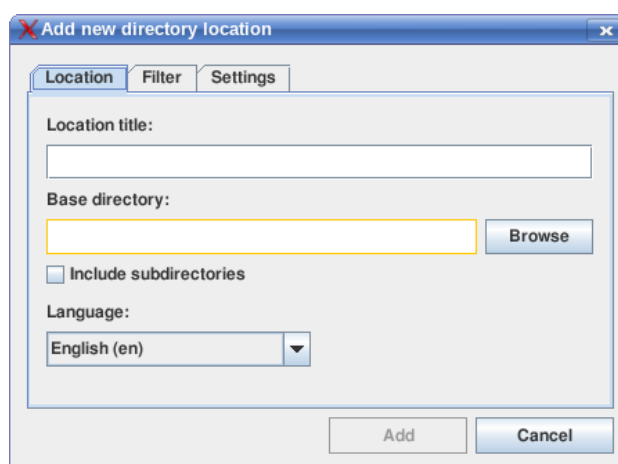 Add new directory location
Location Filter Settings
Location title:
Base directory:
Browse
Include subdirectories
Language:
English (en)
Add Cancel